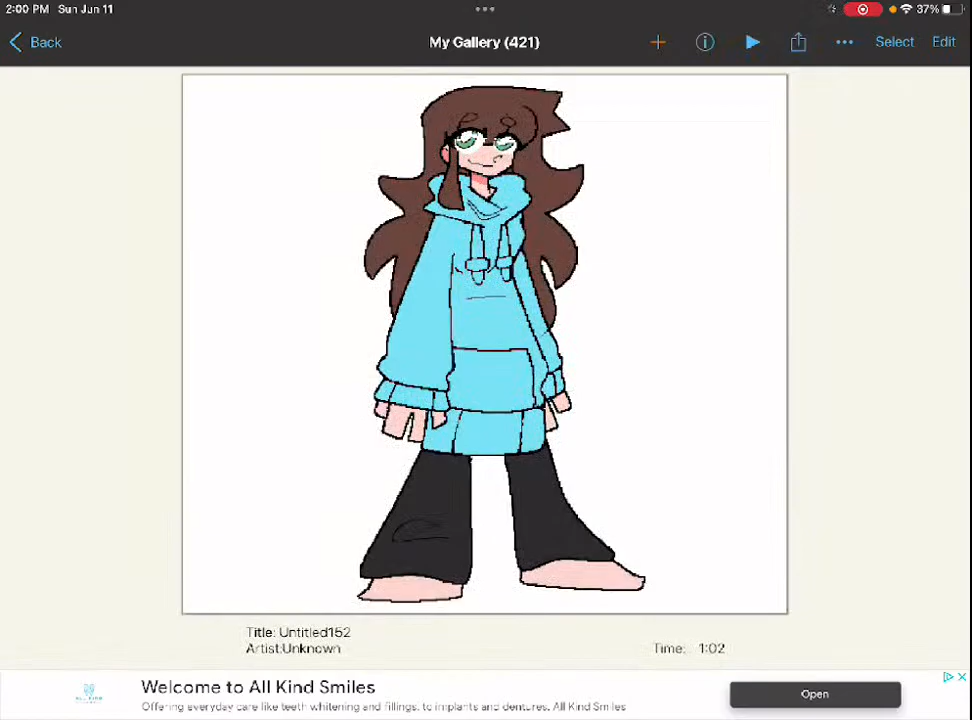 2:00 PM Sun Jun 11
37%
Back
My Gallery (421)
Select
Edit
Title: Untitled152
Artist:Unknown
Time: 1:02
ALL KIND
Welcome to All Kind Smiles
Offering everyday care like teeth whitening and fillings, to implants and dentures. All Kind Smiles
Open